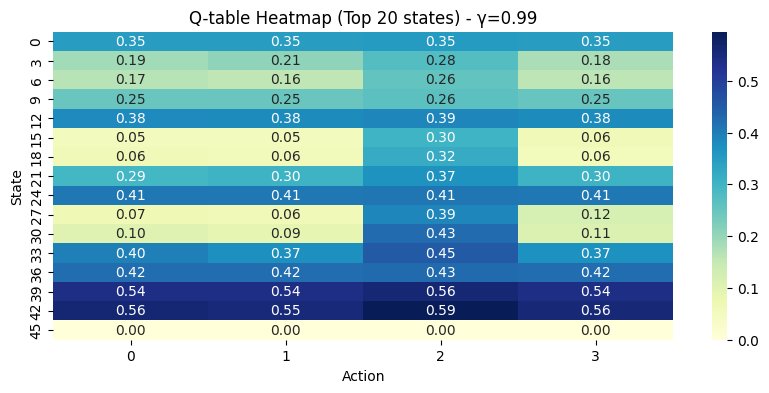 Q-table Heatmap (Top 20 states) - γ=0.99
State
0 0.35 0.35 0.35 0.35
3 0.19 0.21 0.28 0.18
6 0.17 0.16 0.26 0.16
9 0.25 0.25 0.26 0.25
12 0.38 0.38 0.39 0.38
15 0.05 0.05 0.30 0.06
18 0.06 0.06 0.32 0.06
21 0.29 0.30 0.37 0.30
24 0.41 0.41 0.41 0.41
27 0.07 0.06 0.39 0.12
30 0.10 0.09 0.43 0.11
33 0.40 0.37 0.45 0.37
36 0.42 0.42 0.43 0.42
39 0.54 0.54 0.56 0.54
42 0.56 0.55 0.59 0.56
45 0.00 0.00 0.00 0.00
0 1 2 3
Action
0.5
0.4
0.3
0.2
0.1
0.0